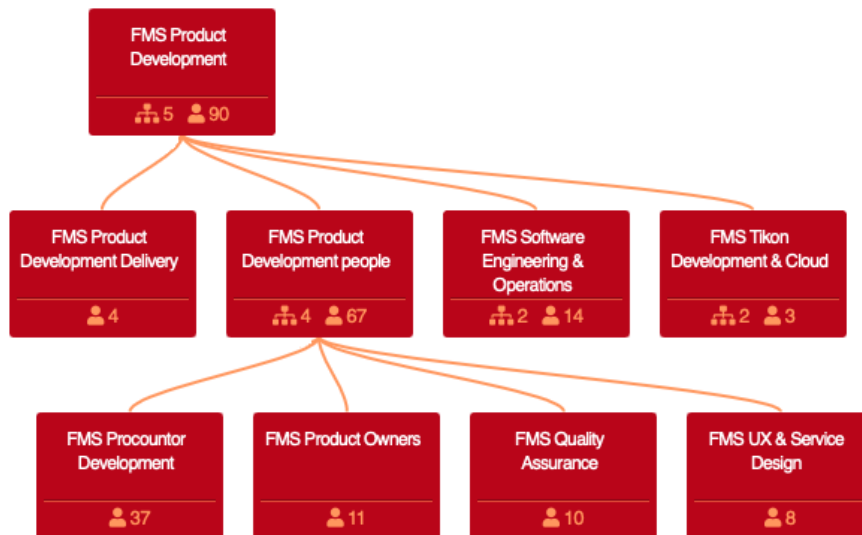 FMS Product
Development
5 90
FMS Product
Development Delivery
4
FMS Product
Development people
4 67
FMS Software
Engineering &
Operations
2 14
FMS Tikon
Development & Cloud
2 3
FMS Procountor
Development
37
FMS Product Owners
11
FMS Quality
Assurance
10
FMS UX & Service
Design
8